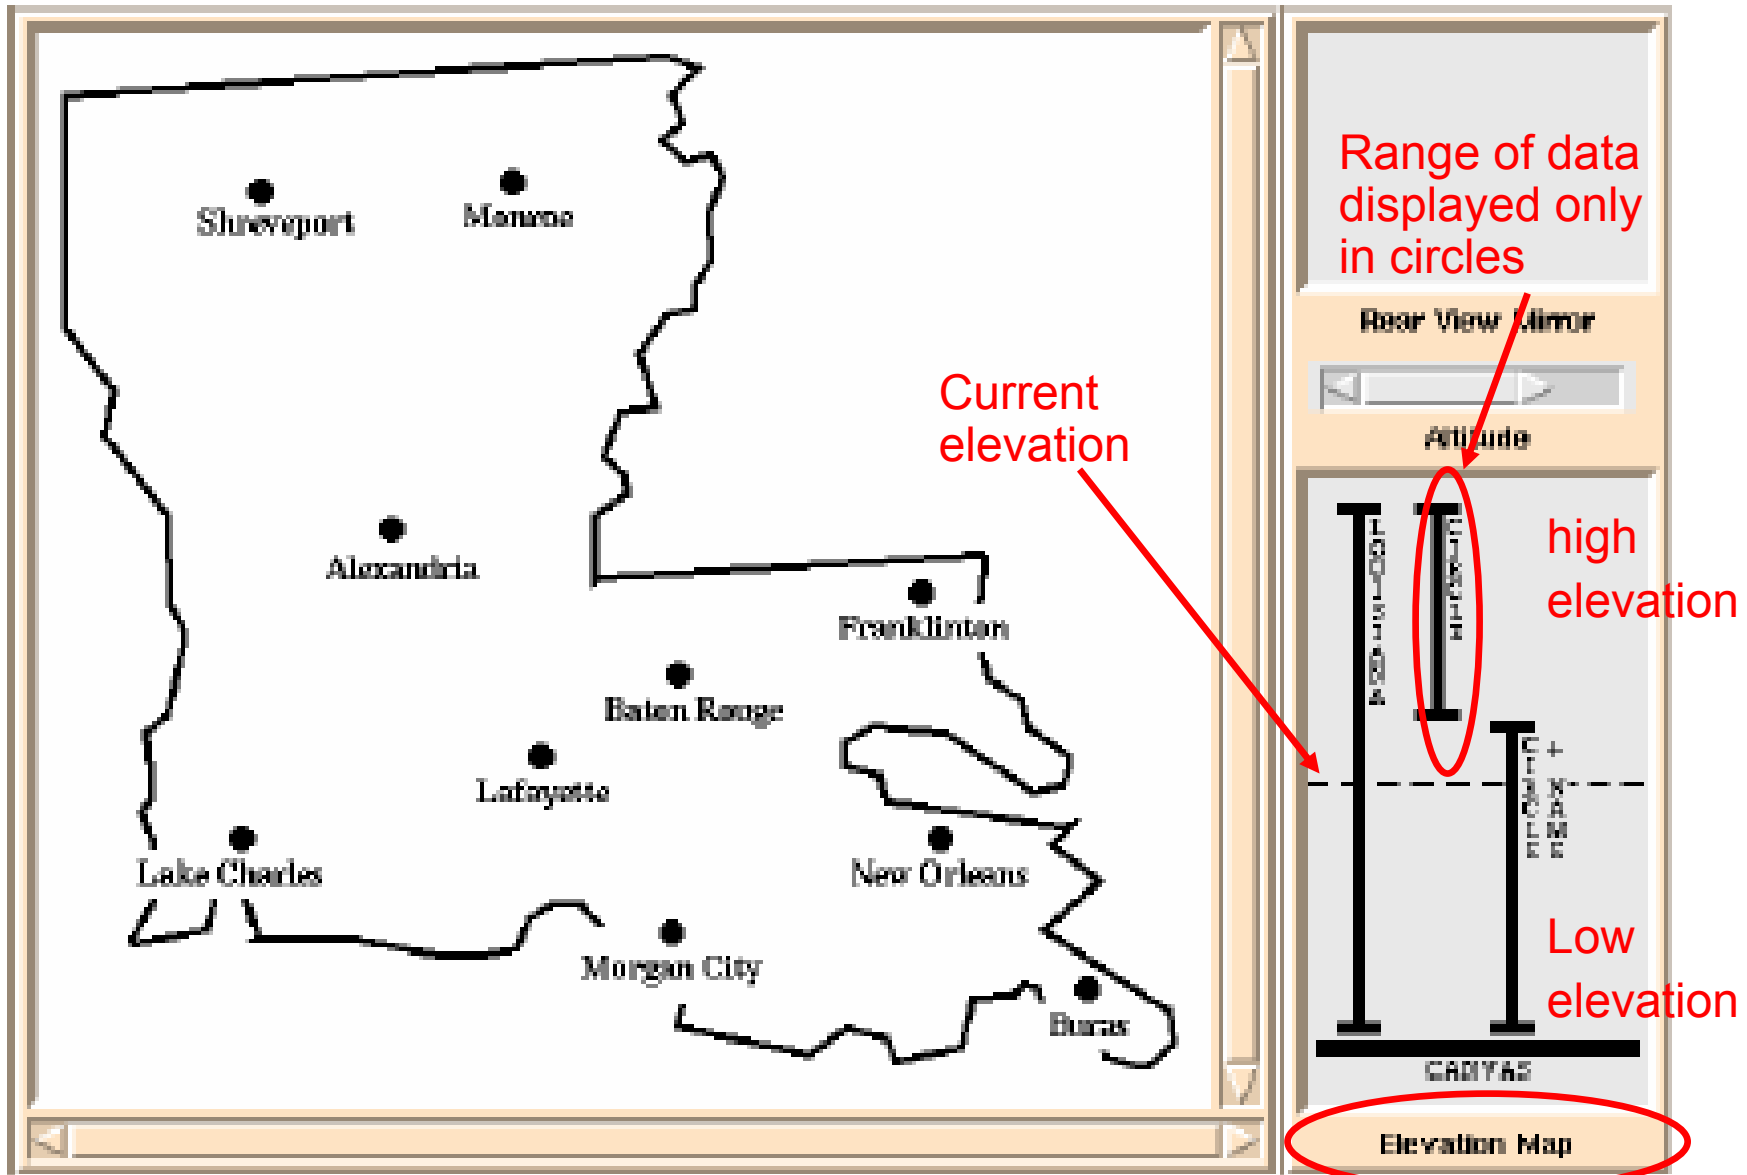 Shreveport
Monroe
Alexandria
Franklinton
Baton Rouge
Lafayette
Lake Charles
New Orleans
Morgan City
Buras
Current
elevation
Range of data
displayed only
in circles
Rear View Mirror
Altitude
high
elevation
CIRCLE
+ NAME
Low
elevation
CANVAS
Elevation Map